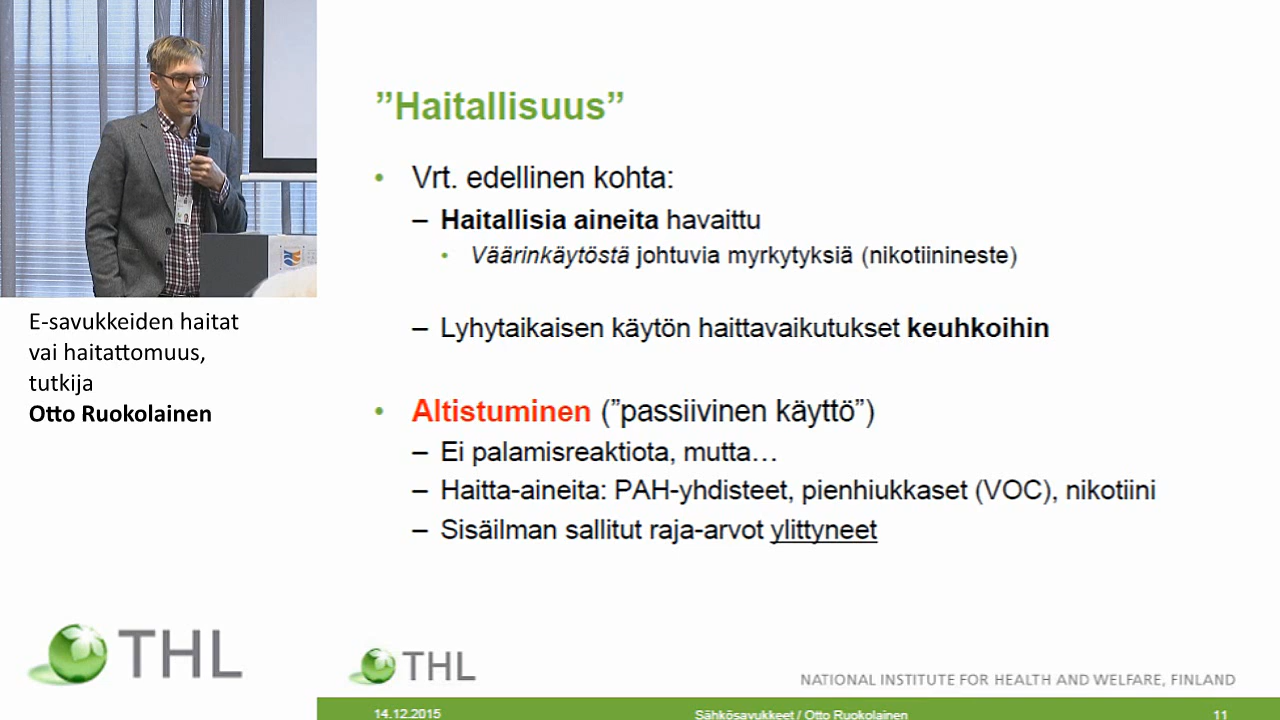 E-savukkeiden haitat
vai haitattomuus,
tutkija
Otto Ruokolainen
THL
”Haitallisuus”
• Vrt. edellinen kohta:
– Haitallisia aineita havaittu
• Väärinkäytöstä johtuvia myrkytyksiä (nikotiinineste)
– Lyhytaikaisen käytön haittavaikutukset keuhkoihin
• Altistuminen (”passiivinen käyttö”)
– Ei palamisreaktiota, mutta…
– Haitta-aineita: PAH-yhdisteet, pienhiukkaset (VOC), nikotiini
– Sisäilman sallitut raja-arvot ylittyneet
THL
NATIONAL INSTITUTE FOR HEALTH AND WELFARE, FINLAND
14.12.2015 Sähkösavukkeet / Otto Ruokolainen 11